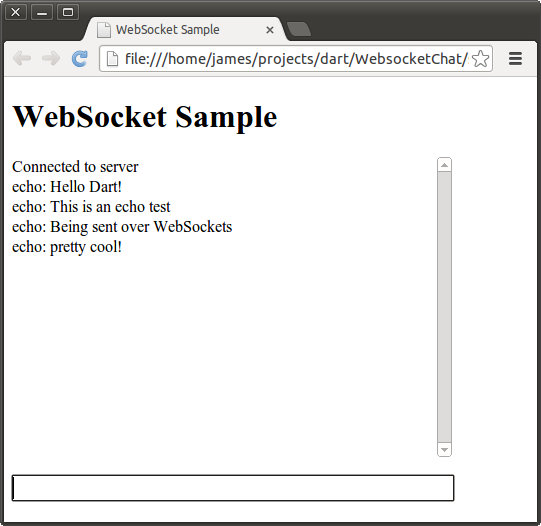 WebSocket Sample
file:///home/james/projects/dart/WebsocketChat/
WebSocket Sample
Connected to server
echo: Hello Dart!
echo: This is an echo test
echo: Being sent over WebSockets
echo: pretty cool!